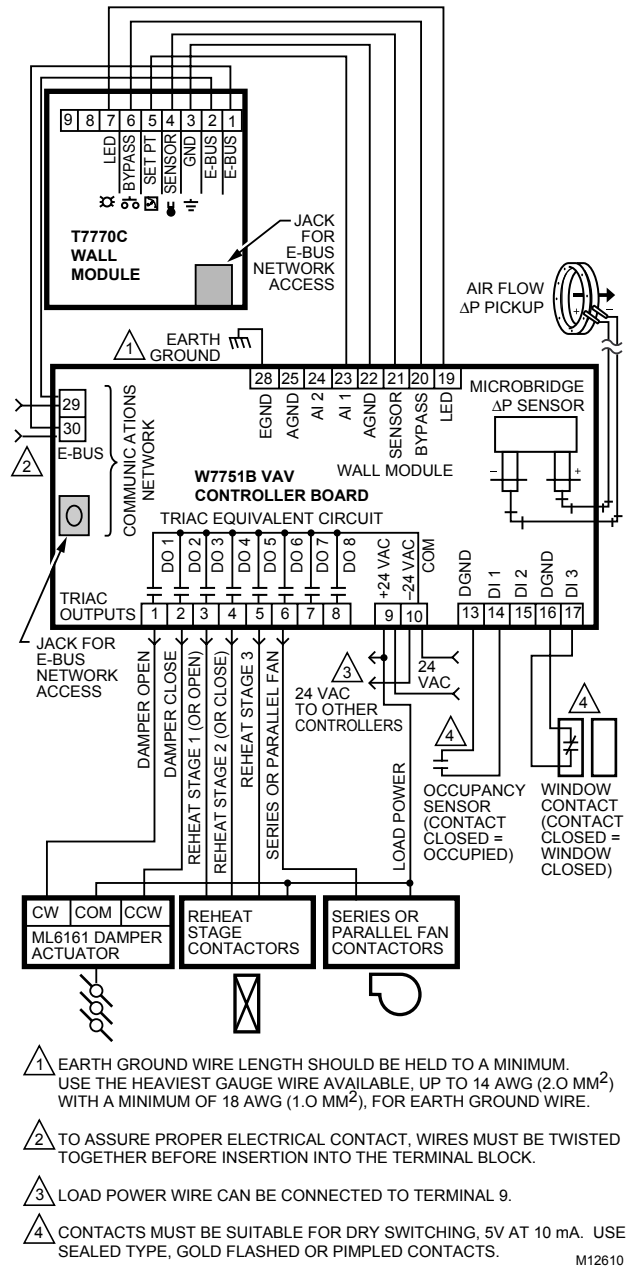 9 8 7 6 5 4 3 2 1
LED
BYPASS
SET PT
SENSOR
GND
E-BUS
E-BUS
T7770C
WALL
MODULE
JACK
FOR
E-BUS
NETWORK
ACCESS
AIR FLOW
ΔP PICKUP
+ –
1
EARTH
GROUND
28 25 24 23 22 21 20 19
EGND
AGND
AI 2
AI 1
AGND
SENSOR
BYPASS
LED
WALL MODULE
MICROBRIDGE
ΔP SENSOR
– +
29
30
E-BUS
2
COMMUNICATIONS
NETWORK
W7751B VAV
CONTROLLER BOARD
TRIAC EQUIVALENT CIRCUIT
DO 1
DO 2
DO 3
DO 4
DO 5
DO 6
DO 7
DO 8
+24 VAC
–24 VAC
COM
DGND
DI 1
DI 2
DGND
DI 3
TRIAC
OUTPUTS
1 2 3 4 5 6 7 8
9 10
13 14 15 16 17
JACK FOR
E-BUS
NETWORK
ACCESS
DAMPER OPEN
DAMPER CLOSE
REHEAT STAGE 1 (OR OPEN)
REHEAT STAGE 2 (OR CLOSE)
REHEAT STAGE 3
SERIES OR PARALLEL FAN
3
24 VAC
TO OTHER
CONTROLLERS
24
VAC
LOAD POWER
4
OCCUPANCY
SENSOR
(CONTACT
CLOSED =
OCCUPIED)
4
WINDOW
CONTACT
(CONTACT
CLOSED =
WINDOW
CLOSED)
CW COM CCW
ML6161 DAMPER
ACTUATOR
REHEAT
STAGE
CONTACTORS
SERIES OR
PARALLEL FAN
CONTACTORS
1 EARTH GROUND WIRE LENGTH SHOULD BE HELD TO A MINIMUM.
USE THE HEAVIEST GAUGE WIRE AVAILABLE, UP TO 14 AWG (2.O MM2)
WITH A MINIMUM OF 18 AWG (1.O MM2), FOR EARTH GROUND WIRE.
2 TO ASSURE PROPER ELECTRICAL CONTACT, WIRES MUST BE TWISTED
TOGETHER BEFORE INSERTION INTO THE TERMINAL BLOCK.
3 LOAD POWER WIRE CAN BE CONNECTED TO TERMINAL 9.
4 CONTACTS MUST BE SUITABLE FOR DRY SWITCHING, 5V AT 10 mA. USE
SEALED TYPE, GOLD FLASHED OR PIMPLED CONTACTS.
M12610